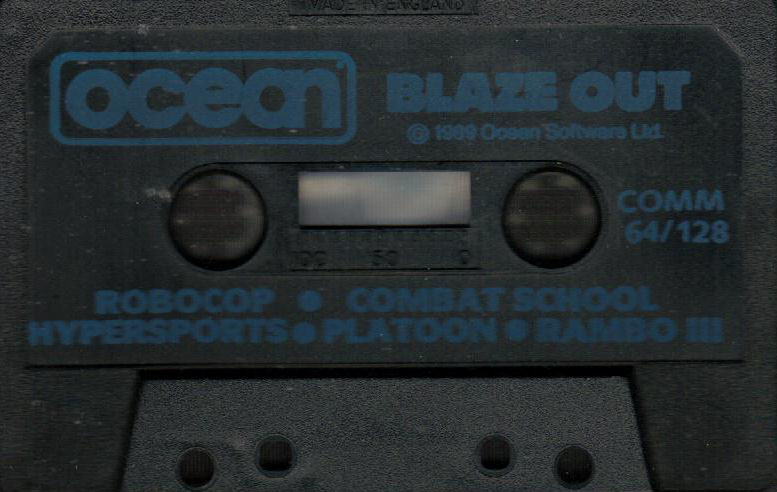 MADE IN ENGLAND
ocean
BLAZE OUT
© 1989 Ocean Software Ltd.
COMM
64/128
100 50 0
ROBOCOP ● COMBAT SCHOOL
HYPERSPORTS ● PLATOON ● RAMBO III